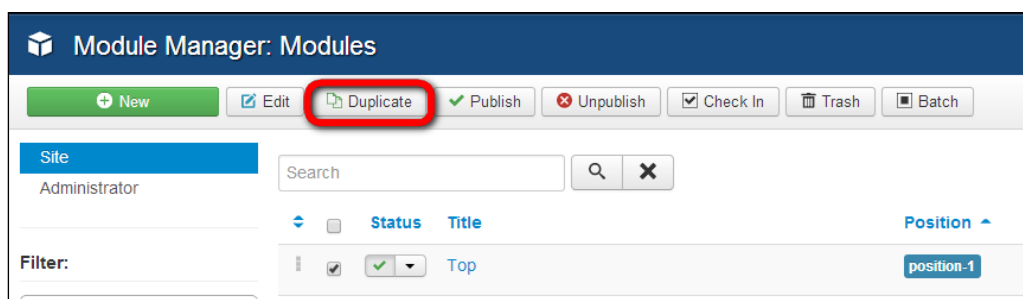 Module Manager: Modules
New Edit Duplicate Publish Unpublish Check In Trash Batch
Site
Administrator
Search
Status Title Position
Filter:
Top position-1